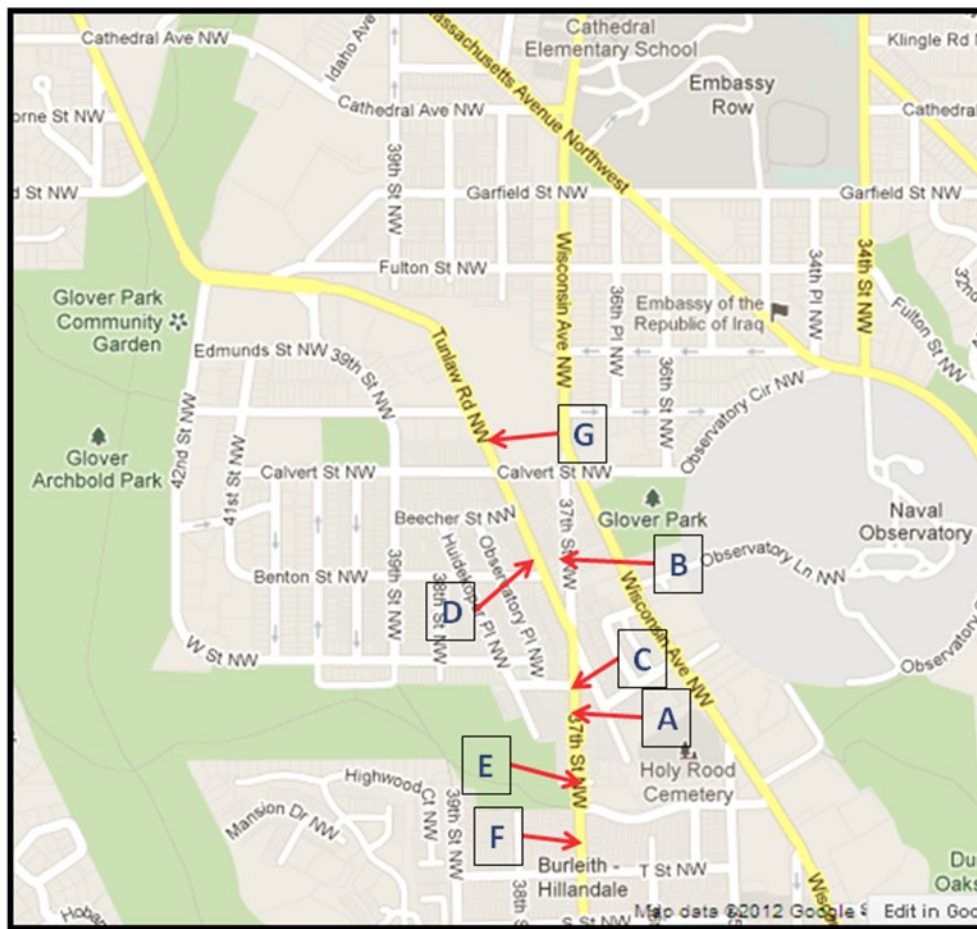 Cathedral Ave NW
Idaho Ave
Massachusetts Avenue Northwest
Cathedral
Elementary School
Klingle Rd N
Embassy
Row
Cathedral Ave NW
Cathedral
orne St NW
39th St NW
d St NW
Garfield St NW
Garfield St NW
Wisconsin Ave NW
34th Pl NW
34th St NW
32n
Fulton St NW
Fulton St NW
Glover Park
Community
Garden
36th Pl NW
Embassy of the
Republic of Iraq
Edmunds St NW
39th St NW
Tunlaw Rd NW
36th St NW
Observatory Cir NW
G
Glover
Archbold Park
42nd St NW
41st St NW
Calvert St NW
Calvert St NW
Glover Park
Naval
Observatory
Beecher St NW
37th St NW
B
Observatory Ln NW
Benton St NW
39th St NW
38th St NW
Huidekoper Pl NW
Observatory Pl NW
D
Wisconsin Ave NW
W St NW
C
Observatory
A
37th St NW
E
Holy Rood
Cemetery
Highwood Ct NW
39th St NW
Mansion Dr NW
F
Burleith -
Hillandale
T St NW
38th S
Du
Oaks
Wisc
Hoba
S St NW
Map data ©2012 Google
Edit in Goo